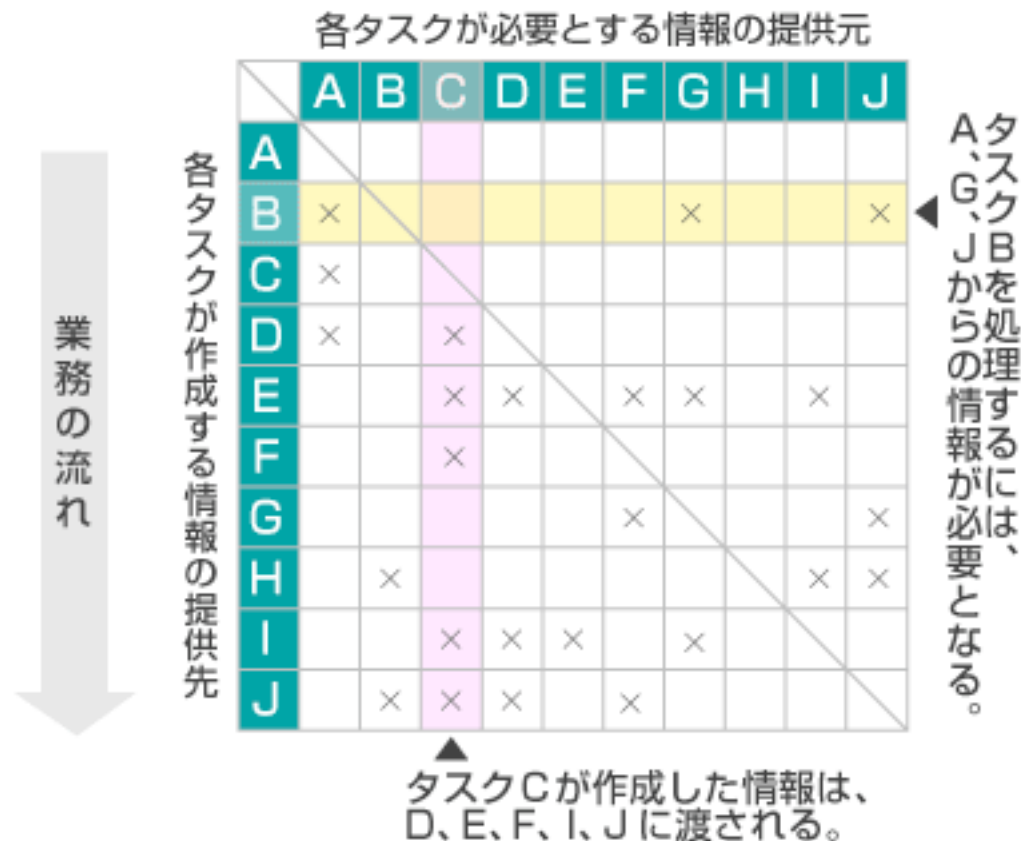 各タスクが必要とする情報の提供元
A B C D E F G H I J
A
B × × ×
C ×
D × ×
E × × × × ×
F ×
G × ×
H × × ×
I × × × ×
J × × × ×
業務の流れ
各タスクが作成する情報の提供先
タスクBを処理するには、
A、G、Jからの情報が必要となる。
タスクCが作成した情報は、
D、E、F、I、Jに渡される。